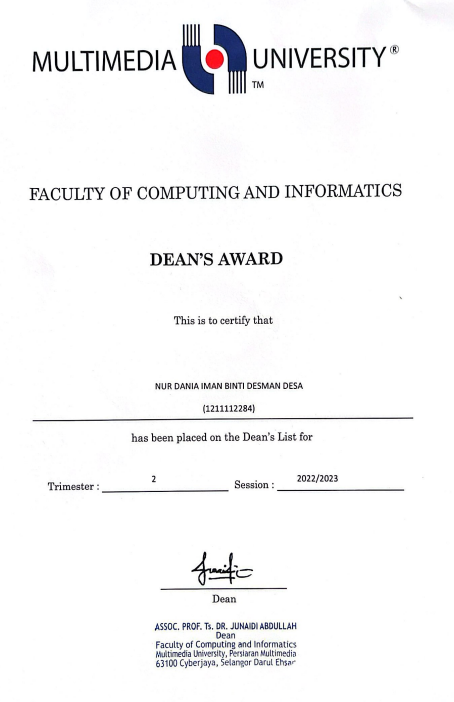 MULTIMEDIA UNIVERSITY ®
TM
FACULTY OF COMPUTING AND INFORMATICS
DEAN'S AWARD
This is to certify that
NUR DANIA IMAN BINTI DESMAN DESA
(1211112284)
has been placed on the Dean's List for
Trimester : 2 Session : 2022/2023
Dean
ASSOC. PROF. Ts. DR. JUNAIDI ABDULLAH
Dean
Faculty of Computing and Informatics
Multimedia University, Persiaran Multimedia
63100 Cyberjaya, Selangor Darul Ehsan